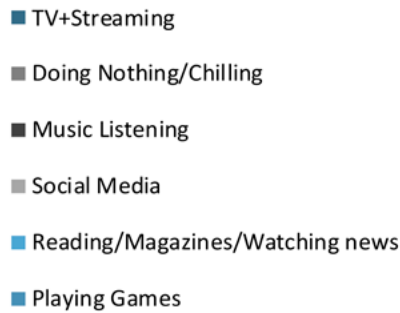 TV+Streaming
Doing Nothing/Chilling
Music Listening
Social Media
Reading/Magazines/Watching news
Playing Games